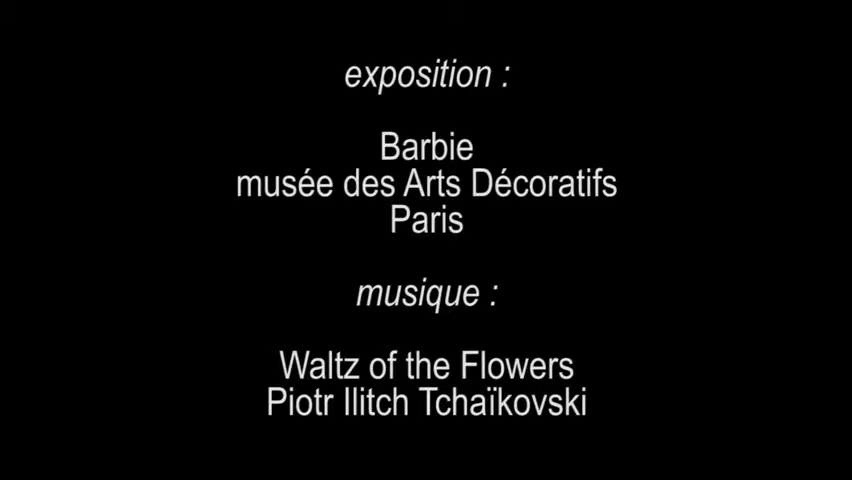 exposition :
Barbie
musée des Arts Décoratifs
Paris
musique :
Waltz of the Flowers
Piotr Ilitch Tchaïkovski